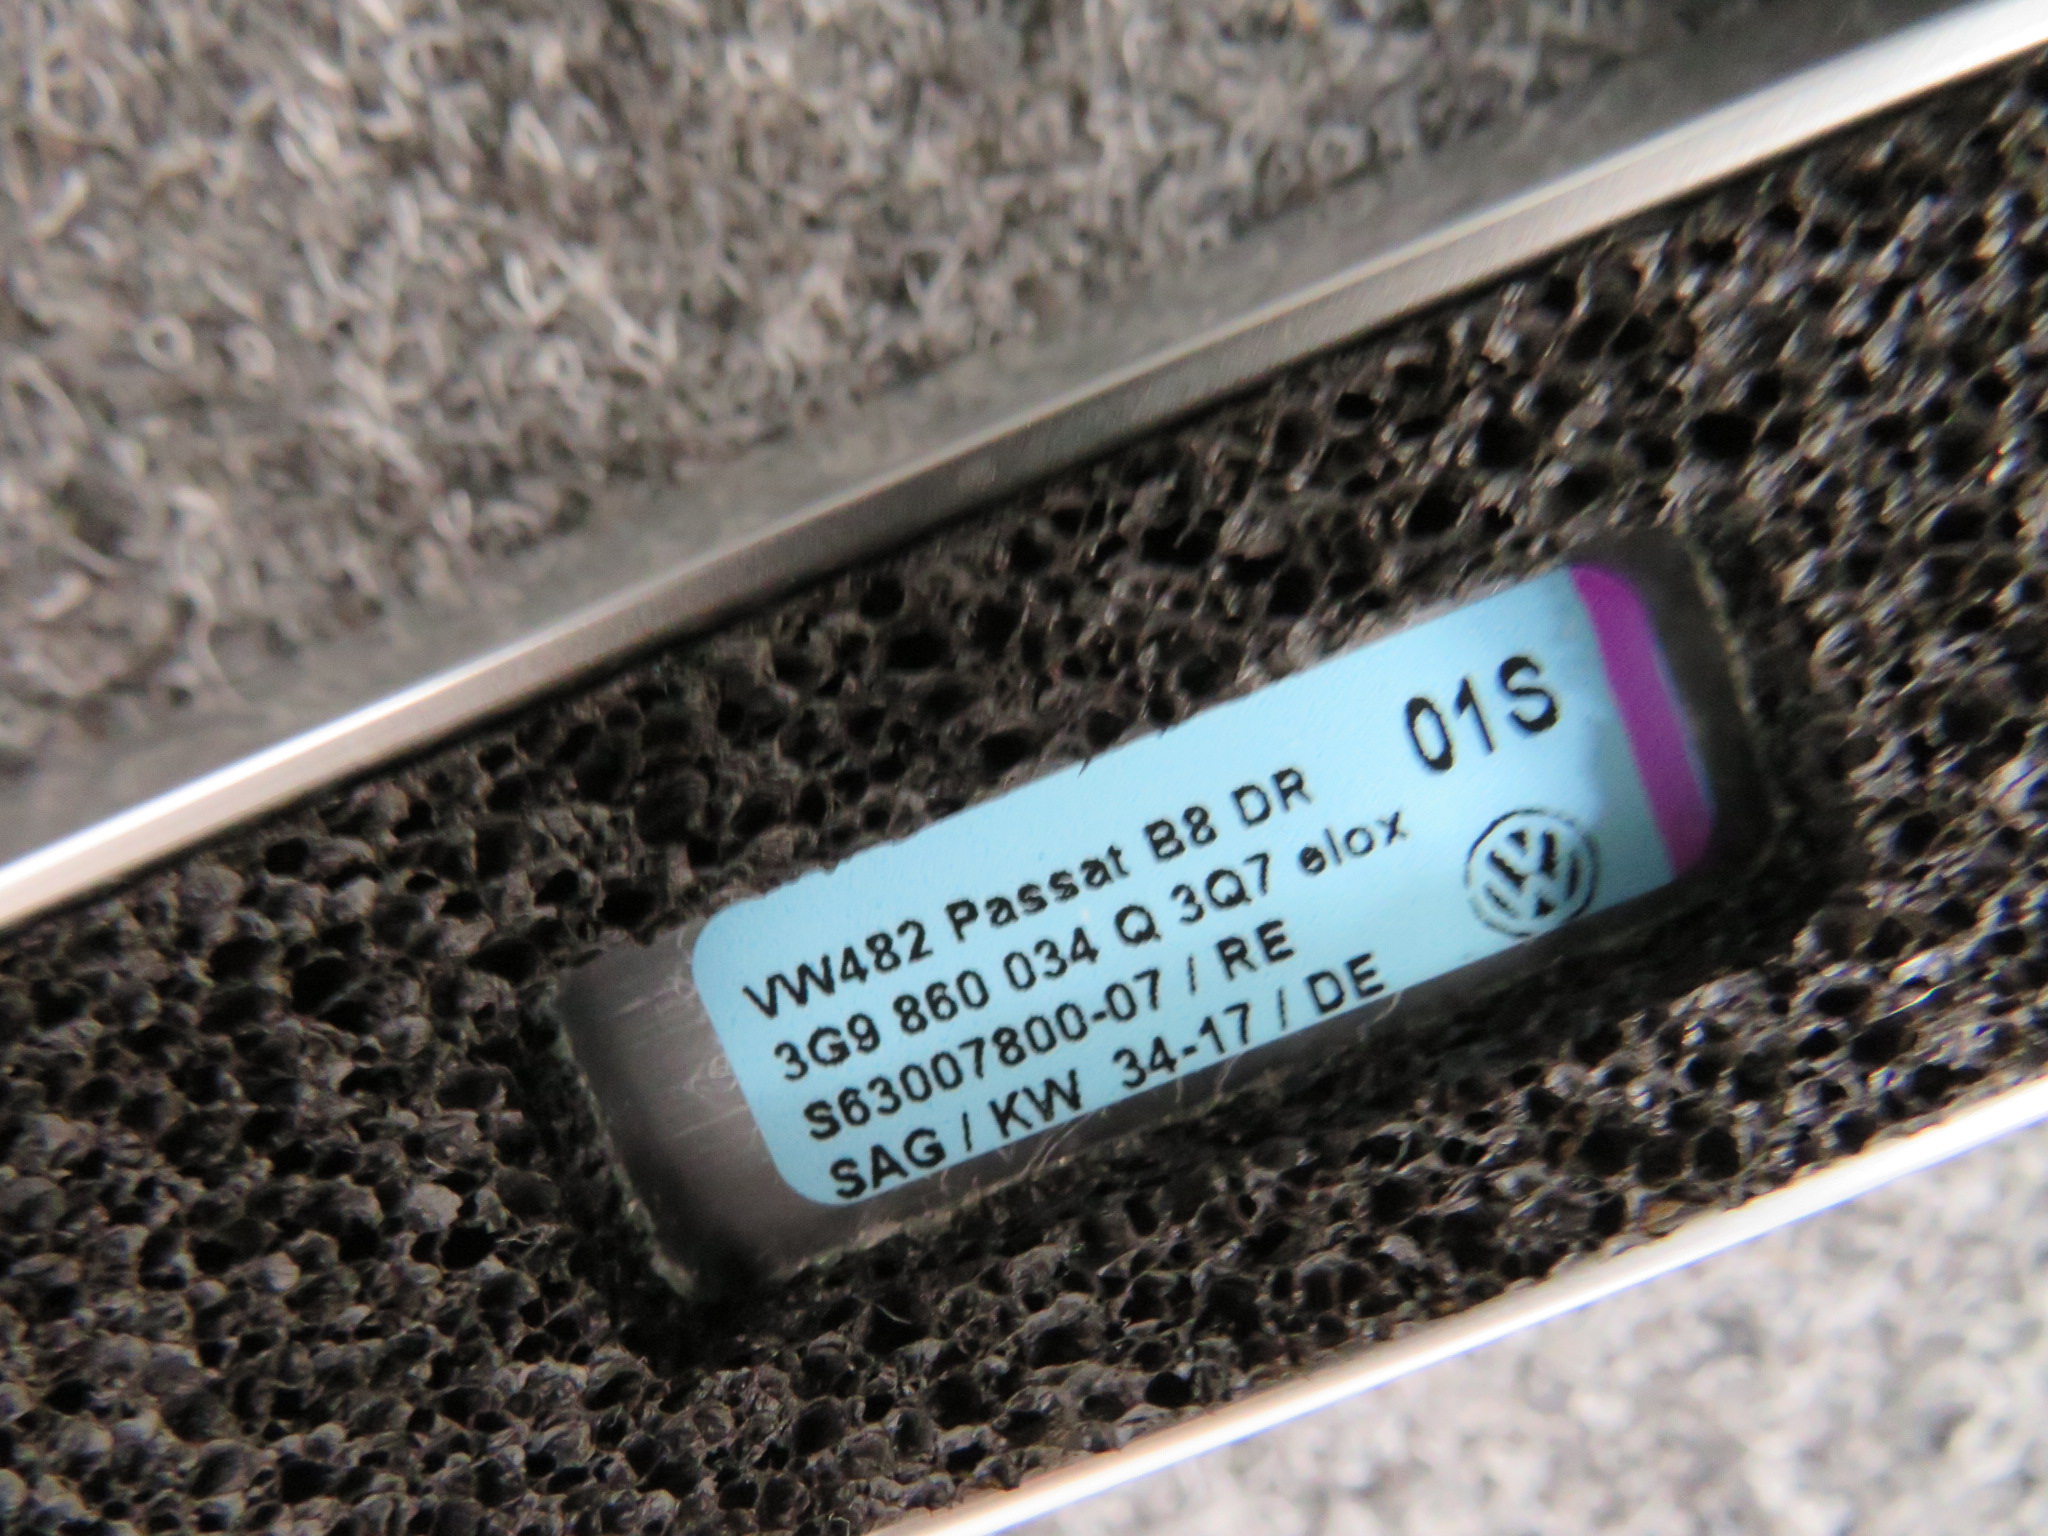 01S
VW482 Passat B8 DR
3G9 860 034 Q 3Q7 elox
S63007800-07 / RE
SAG / KW 34-17 / DE